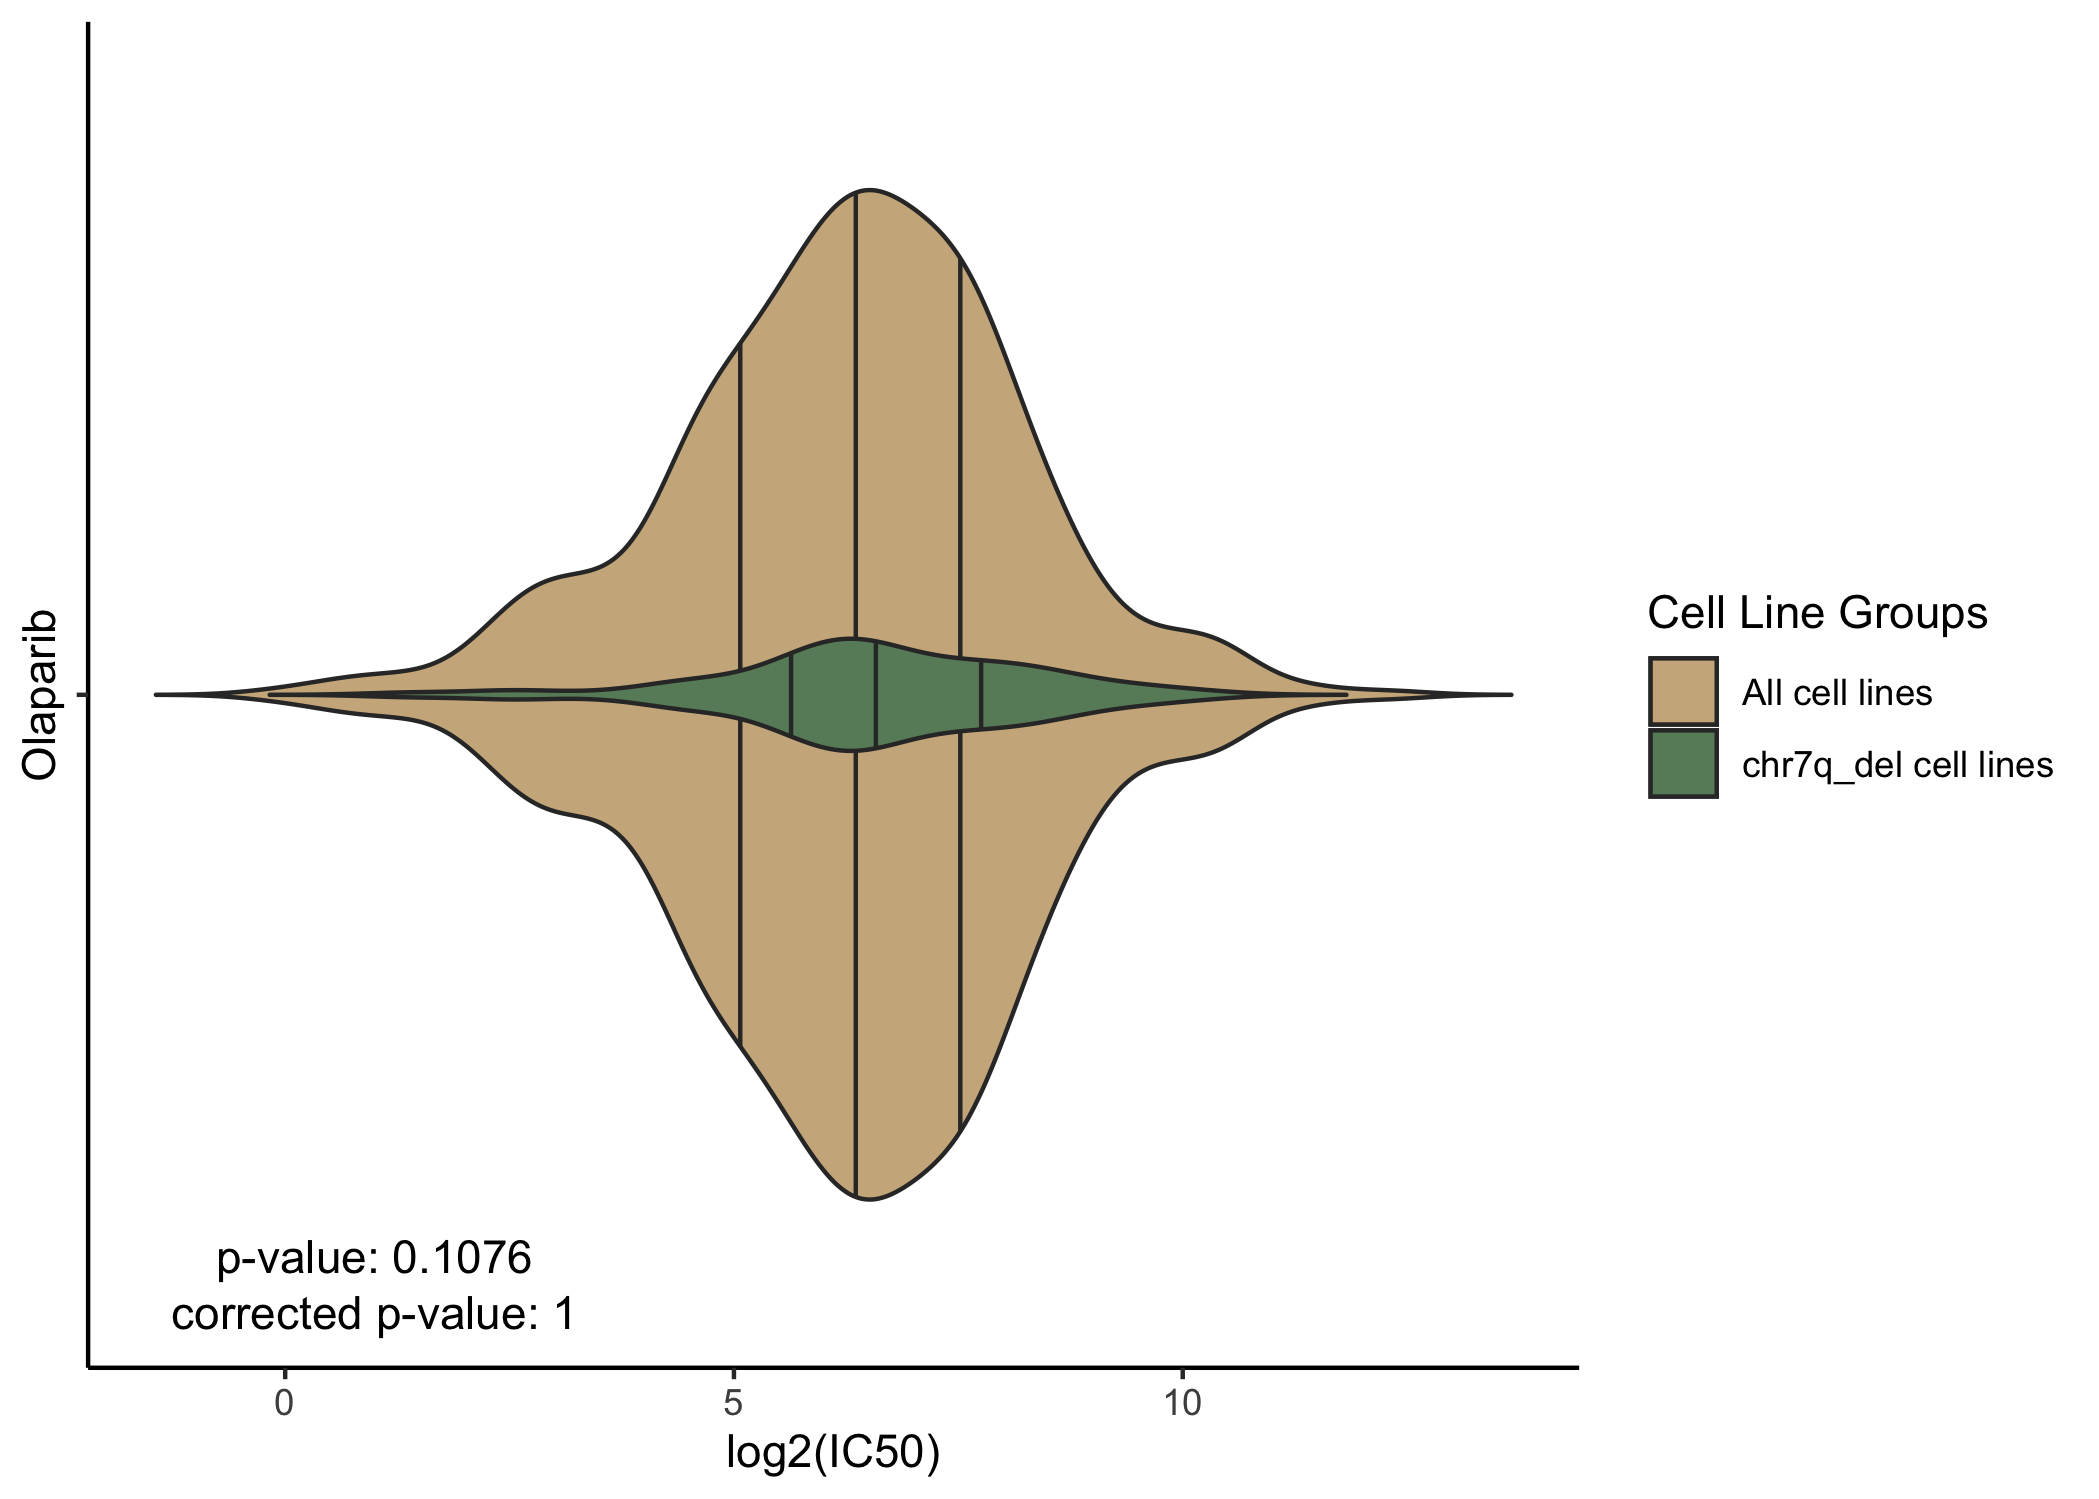 Olaparib
p-value: 0.1076
corrected p-value: 1
0 5 10
log2(IC50)
Cell Line Groups
All cell lines
chr7q_del cell lines